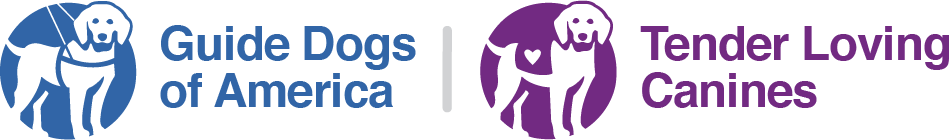 Guide Dogs
of America
Tender Loving
Canines